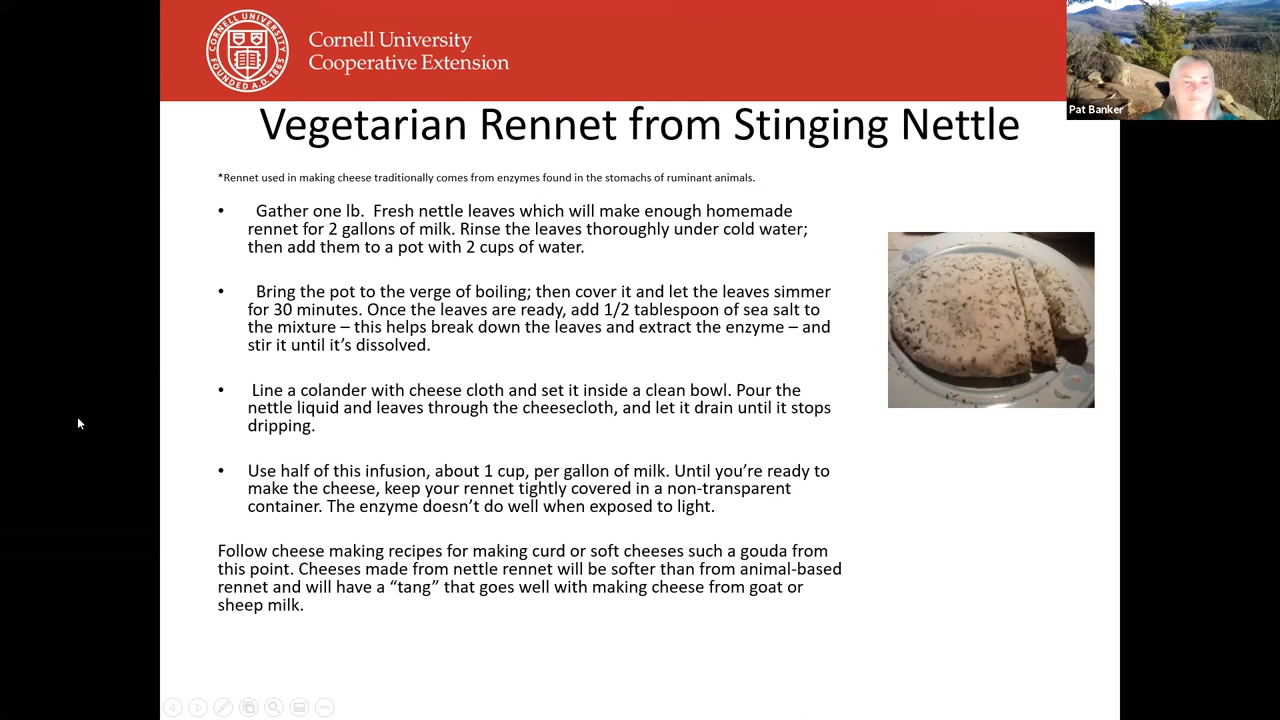 CORNELL UNIVERSITY
FOUNDED A.D. 1865
Cornell University
Cooperative Extension
Pat Banker
Vegetarian Rennet from Stinging Nettle
*Rennet used in making cheese traditionally comes from enzymes found in the stomachs of ruminant animals.
• Gather one lb. Fresh nettle leaves which will make enough homemade
rennet for 2 gallons of milk. Rinse the leaves thoroughly under cold water;
then add them to a pot with 2 cups of water.
• Bring the pot to the verge of boiling; then cover it and let the leaves simmer
for 30 minutes. Once the leaves are ready, add 1/2 tablespoon of sea salt to
the mixture – this helps break down the leaves and extract the enzyme – and
stir it until it’s dissolved.
• Line a colander with cheese cloth and set it inside a clean bowl. Pour the
nettle liquid and leaves through the cheesecloth, and let it drain until it stops
dripping.
• Use half of this infusion, about 1 cup, per gallon of milk. Until you’re ready to
make the cheese, keep your rennet tightly covered in a non-transparent
container. The enzyme doesn’t do well when exposed to light.
Follow cheese making recipes for making curd or soft cheeses such a gouda from
this point. Cheeses made from nettle rennet will be softer than from animal-based
rennet and will have a “tang” that goes well with making cheese from goat or
sheep milk.